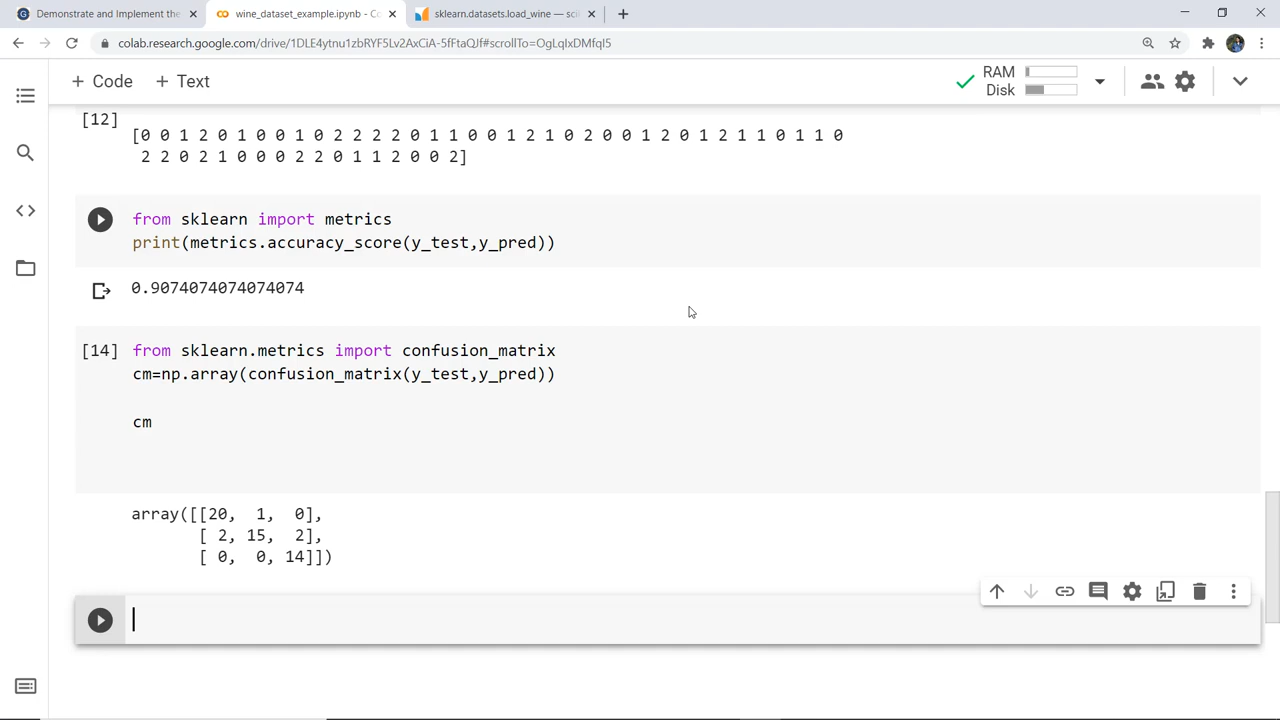 Demonstrate and Implement the
wine_dataset_example.ipynb - Co
sklearn.datasets.load_wine — sci
colab.research.google.com/drive/1DLE4ytnu1zbRYF5Lv2AxCiA-5fFtaQJf#scrollTo=OgLqlxDMfqI5
+ Code + Text
RAM
Disk
[12]
[0 0 1 2 0 1 0 0 1 0 2 2 2 2 0 1 1 0 0 1 2 1 0 2 0 0 1 2 0 1 2 1 1 0 1 1 0
2 2 0 2 1 0 0 0 2 2 0 1 1 2 0 0 2]
from sklearn import metrics
print(metrics.accuracy_score(y_test,y_pred))
0.9074074074074074
[14] from sklearn.metrics import confusion_matrix
cm=np.array(confusion_matrix(y_test,y_pred))
cm
array([[20, 1, 0],
[ 2, 15, 2],
[ 0, 0, 14]])